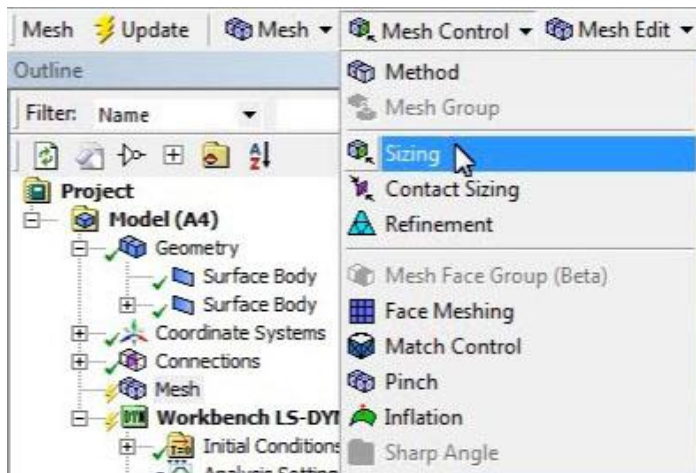 Mesh Update Mesh Mesh Control Mesh Edit
Outline
Filter: Name
Project
Model (A4)
Geometry
Surface Body
Surface Body
Coordinate Systems
Connections
Mesh
Workbench LS-DY
Initial Conditions
Method
Mesh Group
Sizing
Contact Sizing
Refinement
Mesh Face Group (Beta)
Face Meshing
Match Control
Pinch
Inflation
Sharp Angle